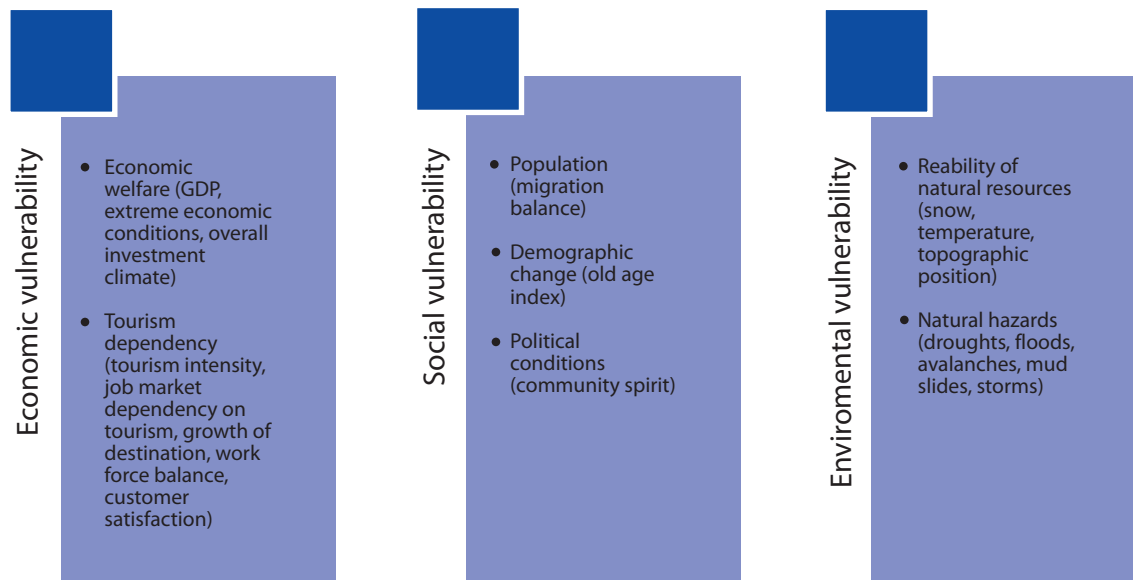 Economic vulnerability
• Economic
welfare (GDP,
extreme economic
conditions, overall
investment
climate)
• Tourism
dependency
(tourism intensity,
job market
dependency on
tourism, growth of
destination, work
force balance,
customer
satisfaction)
Social vulnerability
• Population
(migration
balance)
• Demographic
change (old age
index)
• Political
conditions
(community spirit)
Enviromental vulnerability
• Reability of
natural resources
(snow,
temperature,
topographic
position)
• Natural hazards
(droughts, floods,
avalanches, mud
slides, storms)